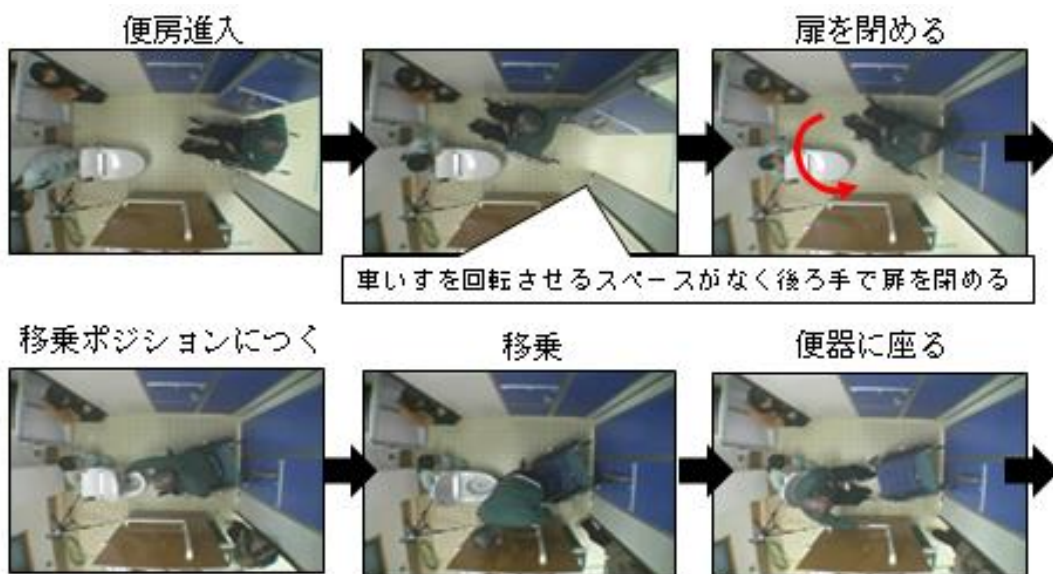 便房進入
扉を閉める
車いすを回転させるスペースがなく後ろ手で扉を閉める
移乗ポジションにつく
移乗
便器に座る